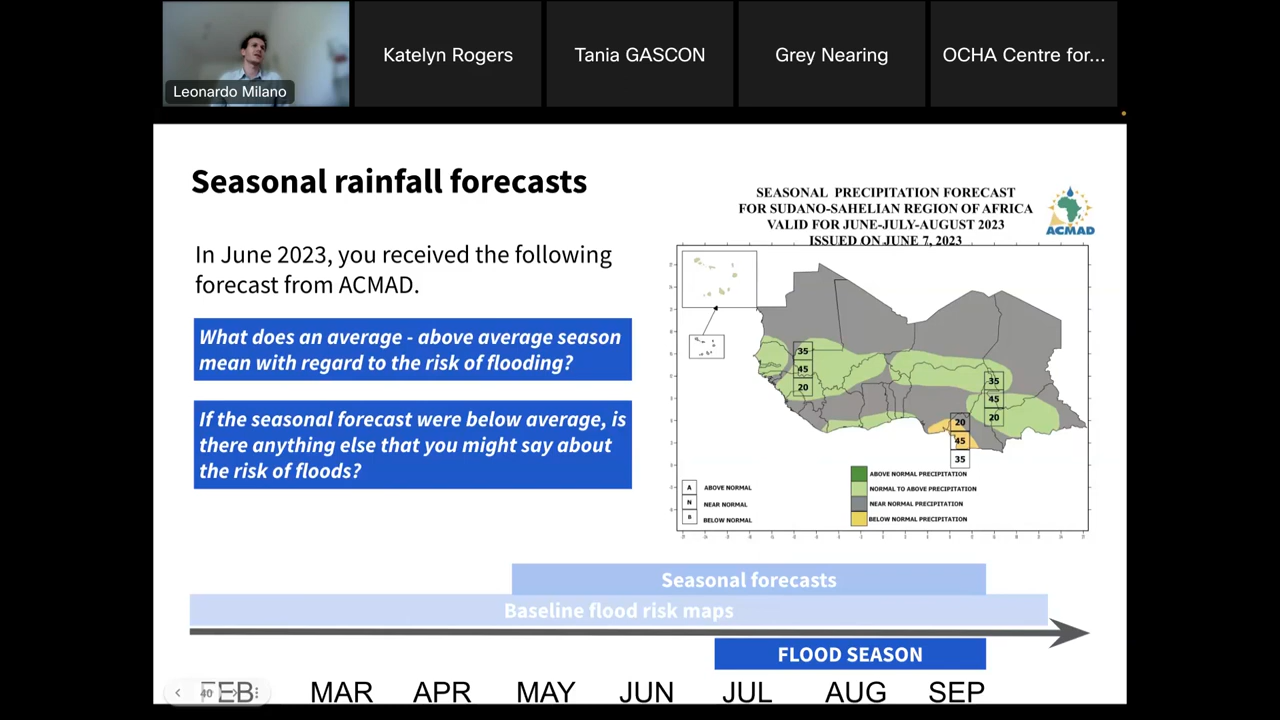 Leonardo Milano
Katelyn Rogers
Tania GASCON
Grey Nearing
OCHA Centre for...
Seasonal rainfall forecasts
In June 2023, you received the following
forecast from ACMAD.
What does an average - above average season
mean with regard to the risk of flooding?
If the seasonal forecast were below average, is
there anything else that you might say about
the risk of floods?
SEASONAL PRECIPITATION FORECAST
FOR SUDANO-SAHELIAN REGION OF AFRICA
VALID FOR JUNE-JULY-AUGUST 2023
ISSUED ON JUNE 7, 2023
ACMAD
35
45
20
35
45
20
20
45
35
A ABOVE NORMAL
N NEAR NORMAL
B BELOW NORMAL
ABOVE NORMAL PRECIPITATION
NORMAL TO ABOVE PRECIPITATION
NEAR NORMAL PRECIPITATION
BELOW NORMAL PRECIPITATION
Seasonal forecasts
Baseline flood risk maps
FLOOD SEASON
FEB MAR APR MAY JUN JUL AUG SEP
40